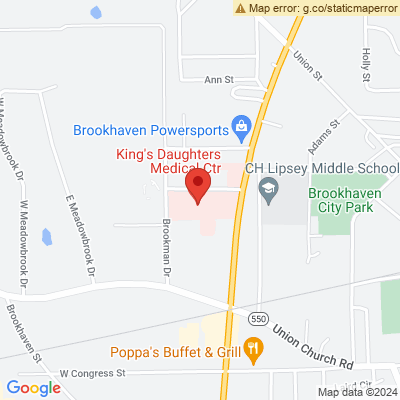 Map error: g.co/staticmaperror
Union St
Holly St
Ann St
W Meadowbrook Dr
Adams St
Brookhaven Powersports
King's Daughters
Medical Ctr
CH Lipsey Middle School
Brookhaven
City Park
E Meadowbrook Dr
W Meadowbrook Dr
Brookman Dr
Brookhaven St
550
Union Church Rd
Poppa's Buffet & Grill
W Congress St
Google
Map data ©2024